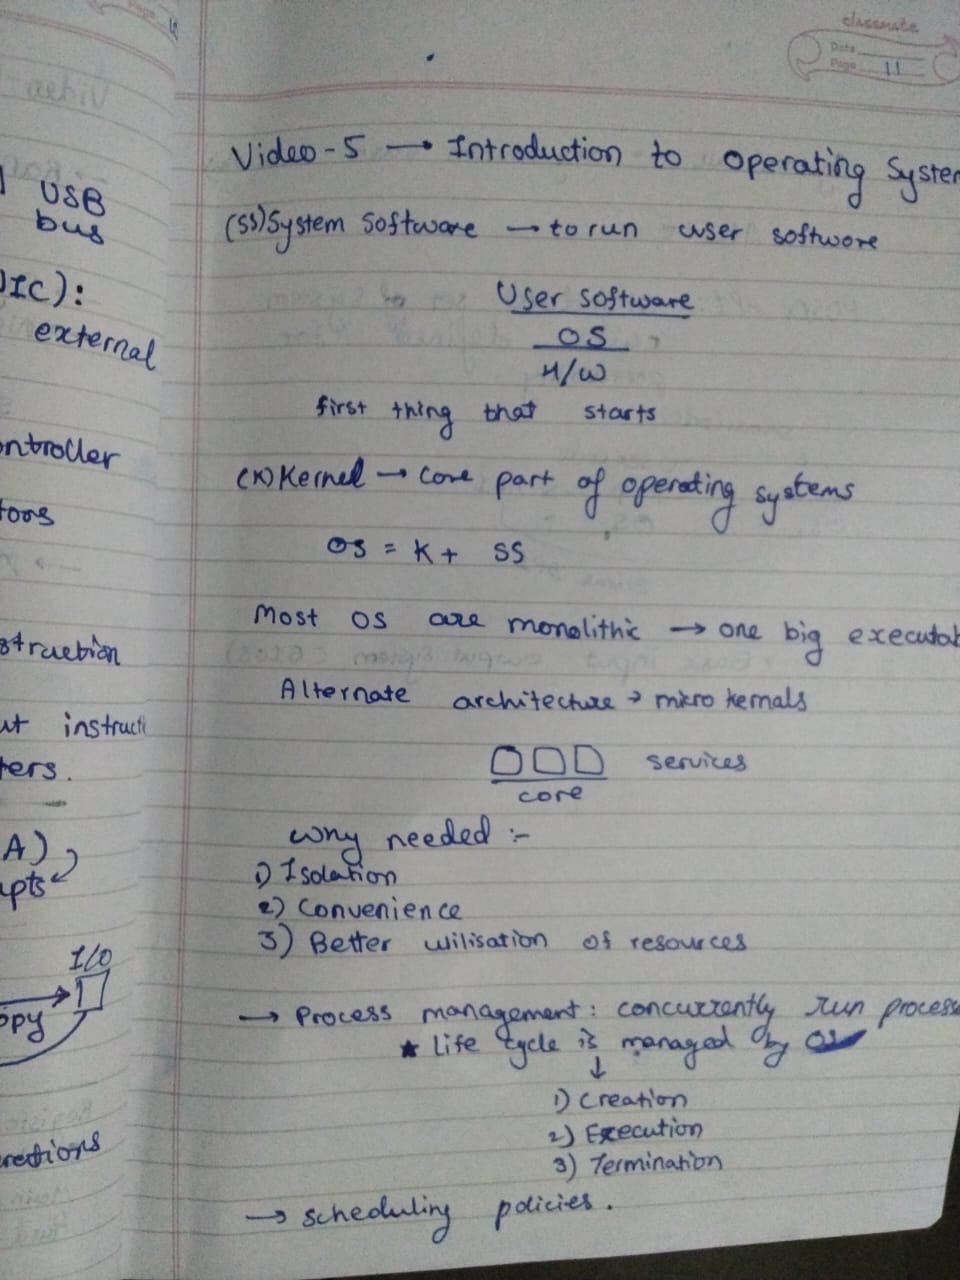 classmate
Date
Page 11
Video-5 → Introduction to operating System
(SS)System Software → to run user software
User software
OS
H/W
first thing that starts
(K)Kernel → core part of operating systems
OS = K + SS
Most OS are monolithic → one big executab
Alternate architecture → micro kernals
services
core
Why needed :-
1) Isolation
2) Convenience
3) Better utilisation of resources
→ Process management: concurrently run process
★ life cycle is managed by OS
↓
1) Creation
2) Execution
3) Termination
→ scheduling policies.
USB
bus
IC):
external
ontroller
tors
struction
ut instructi
ters.
A)
upts
I/O
opy
rections